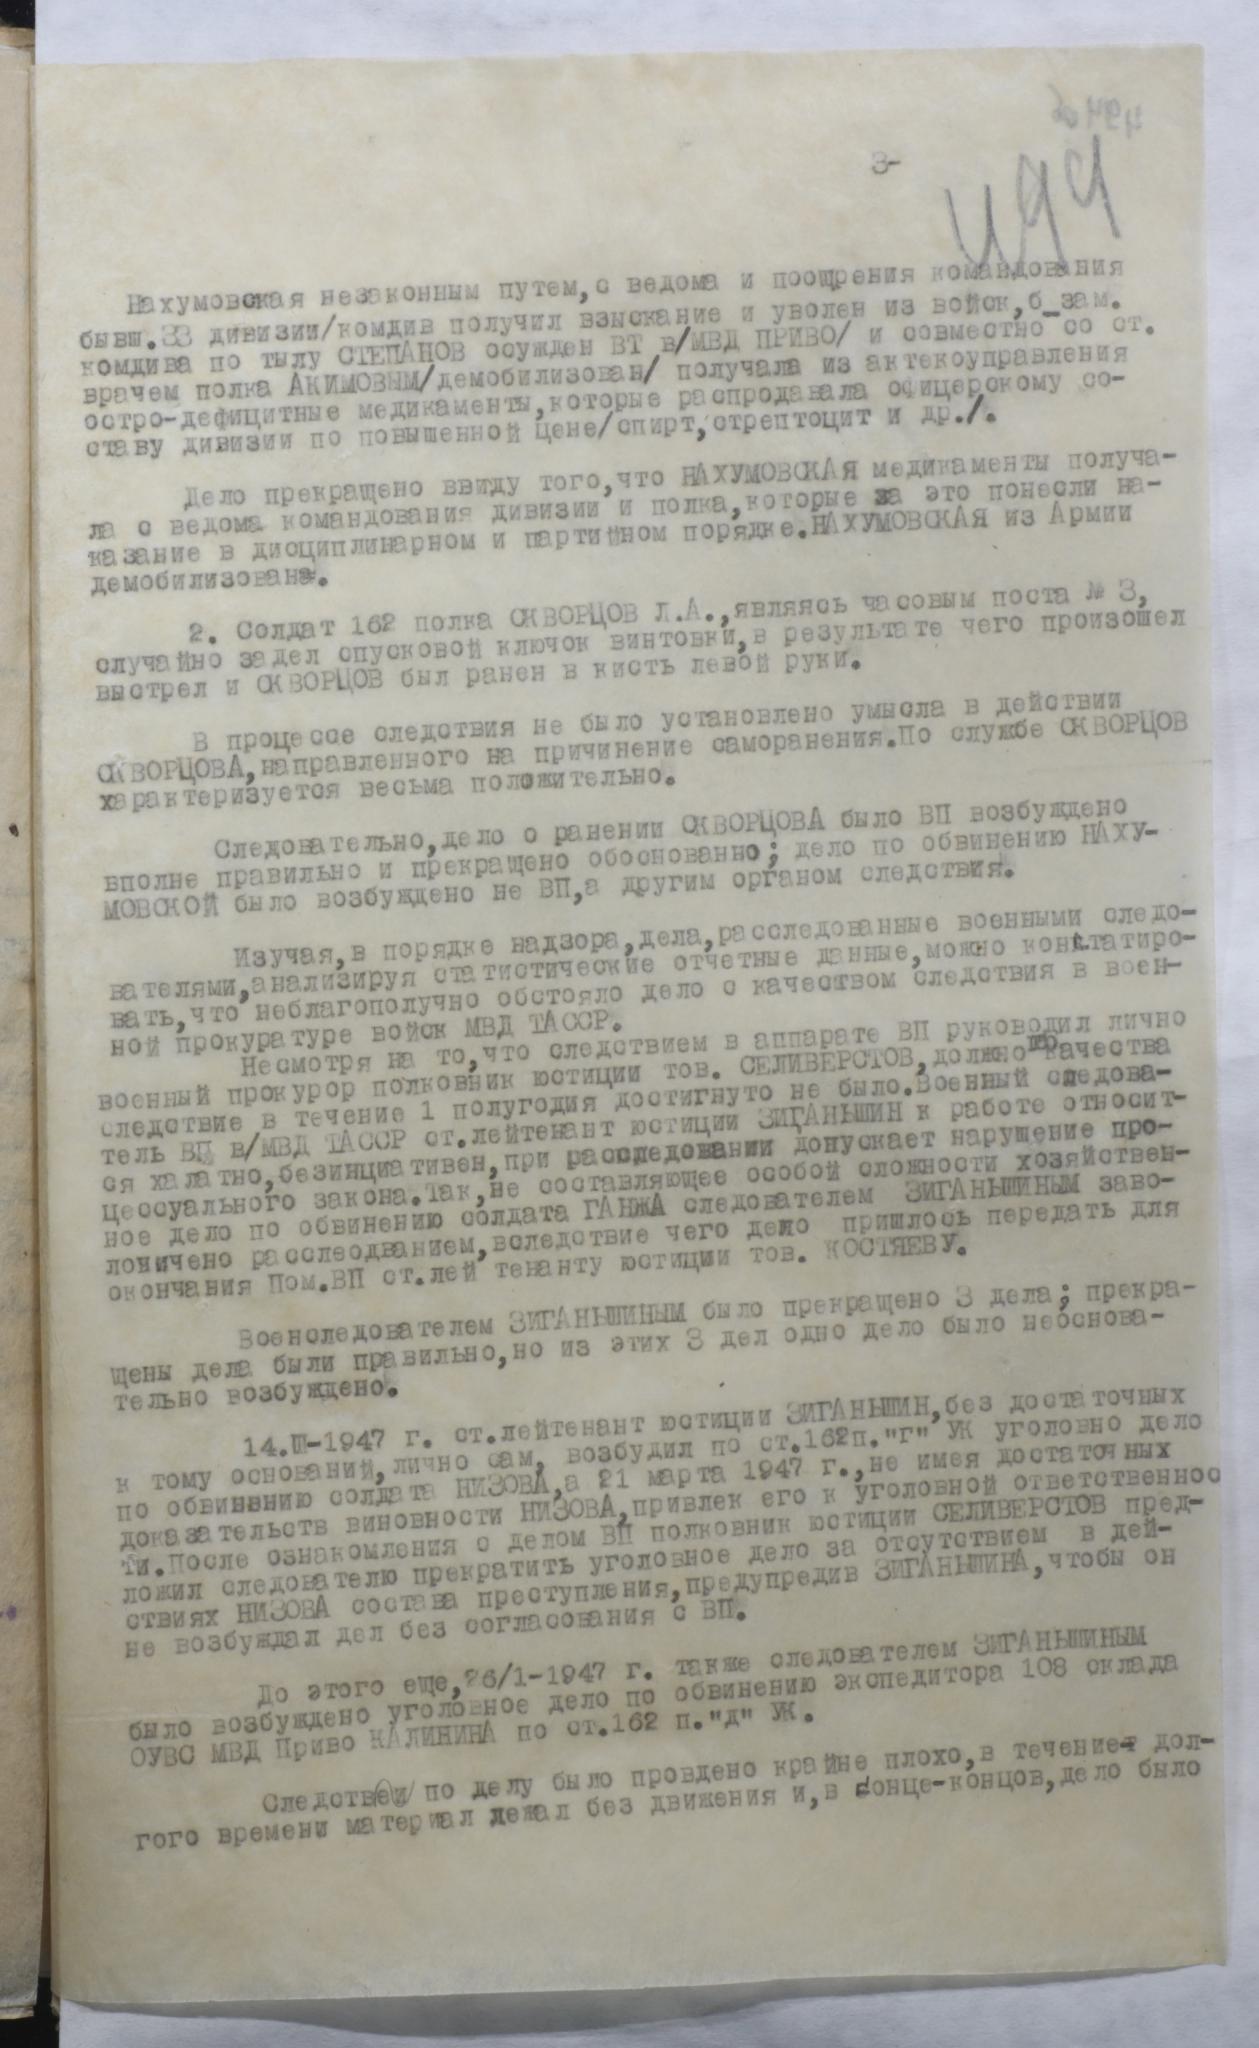 3-
494
Нахумовская незаконным путем,с ведома и поощрения командования
бывш.33 дивизии/комдив получил взыскание и уволен из войск,б_зам.
комдива по тылу СТЕПАНОВ осужден ВТ в/МВД ПРИВО/ и совместно со ст.
врачем полка АКИМОВЫМ/демобилизован/ получала из актекоуправления
остро-дефицитные медикаменты,которые распродавала офицерскому со-
ставу дивизии по повышенной цене/спирт,стрептоцит и др./.
Дело прекращено ввиду того,что НАХУМОВСКАЯ медикаменты получа-
ла с ведома командования дивизии и полка,которые за это понесли на-
казание в дисциплинарном и партийном порядке.НАХУМОВСКАЯ из Армии
демобилизована.
2. Солдат 162 полка СКВОРЦОВ Л.А.,являясь часовым поста № 3,
случайно задел спусковой ключок винтовки,в результате чего произошел
выстрел и СКВОРЦОВ был ранен в кисть левой руки.
В процессе следствия не было установлено умысла в действии
СКВОРЦОВА,направленного на причинение саморанения.По службе СКВОРЦОВ
характеризуется весьма положительно.
Следовательно,дело о ранении СКВОРЦОВА было ВП возбуждено
вполне правильно и прекращено обоснованно; дело по обвинению НАХУ-
МОВСКОЙ было возбуждено не ВП,а другим органом следствия.
Изучая,в порядке надзора,дела,расследованные военными следо-
вателями,анализируя статистические отчетные данные,можно констатиро-
вать,что неблагополучно обстояло дело с качеством следствия в воен-
ной прокуратуре войск МВД ТАССР.
Несмотря на то,что следствием в аппарате ВП руководил лично
военный прокурор полковник юстиции тов. СЕЛИВЕРСТОВ,должно качества
следствие в течение 1 полугодия достигнуто не было.Военный следова-
тель ВП в/МВД ТАССР ст.лейтенант юстиции ЗИГАНЬШИН к работе относит-
ся халатно,безинциативен,при расследовании допускает нарушение про-
цессуального закона.Так,не составляющее особой сложности хозяйствен-
ное дело по обвинению солдата ГАНЖА следователем ЗИГАНЬШИНЫМ заво-
лоничено расслеодванием,вследствие чего дело пришлось передать для
окончания Пом.ВП ст.лейтенанту юстиции тов. КОСТЯЕВУ.
Военследователем ЗИГАНЬШИНЫМ было прекращено 3 дела; прекра-
щены дела были правильно,но из этих 3 дел одно дело было необоснова-
тельно возбуждено.
14.Ш-1947 г. ст.лейтенант юстиции ЗИГАНЬШИН,без достаточных
к тому оснований,лично сам, возбудил по ст.162п."г" УК уголовно дело
по обвинению солдата НИЗОВА,а 21 марта 1947 г.,не имея достаточных
доказательств виновности НИЗОВА,привлек его к уголовной ответственнос
ти.После ознакомления с делом ВП полковник юстиции СЕЛИВЕРСТОВ пред-
ложил следователю прекратить уголовное дело за отсутствием в дей-
ствиях НИЗОВА состава преступления,предупредив ЗИГАНЬШИНА,чтобы он
не возбуждал дел без согласования с ВП.
До этого еще,26/1-1947 г. также следователем ЗИГАНЬШИНЫМ
было возбуждено уголовное дело по обвинению экспедитора 108 склада
ОУВС МВД Приво КАЛИНИНА по ст.162 п."д" УК.
Следствеи по делу было провдено крайне плохо,в течение дол-
гого времени материал лежал без движения и,в конце-концов,дело было